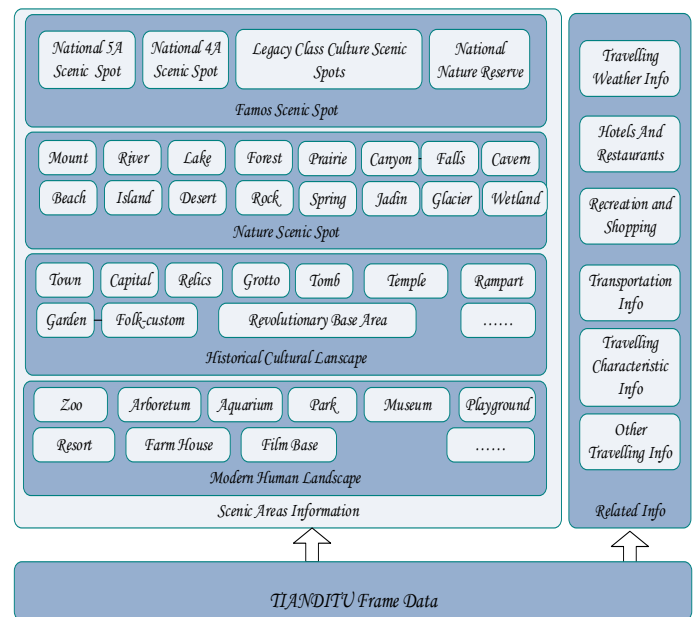 National 5A
Scenic Spot
National 4A
Scenic Spot
Legacy Class Culture Scenic
Spots
National
Nature Reserve
Famos Scenic Spot
Mount River Lake Forest Prairie Canyon Falls Cavern
Beach Island Desert Rock Spring Jadin Glacier Wetland
Nature Scenic Spot
Town Capital Relics Grotto Tomb Temple Rampart
Garden Folk-custom Revolutionary Base Area ......
Historical Cultural Lanscape
Zoo Arboretum Aquarium Park Museum Playground
Resort Farm House Film Base ......
Modern Human Landscape
Scenic Areas Information
Travelling
Weather Info
Hotels And
Restaurants
Recreation and
Shopping
Transportation
Info
Travelling
Characteristic
Info
Other
Travelling Info
Related Info
TIANDITU Frame Data